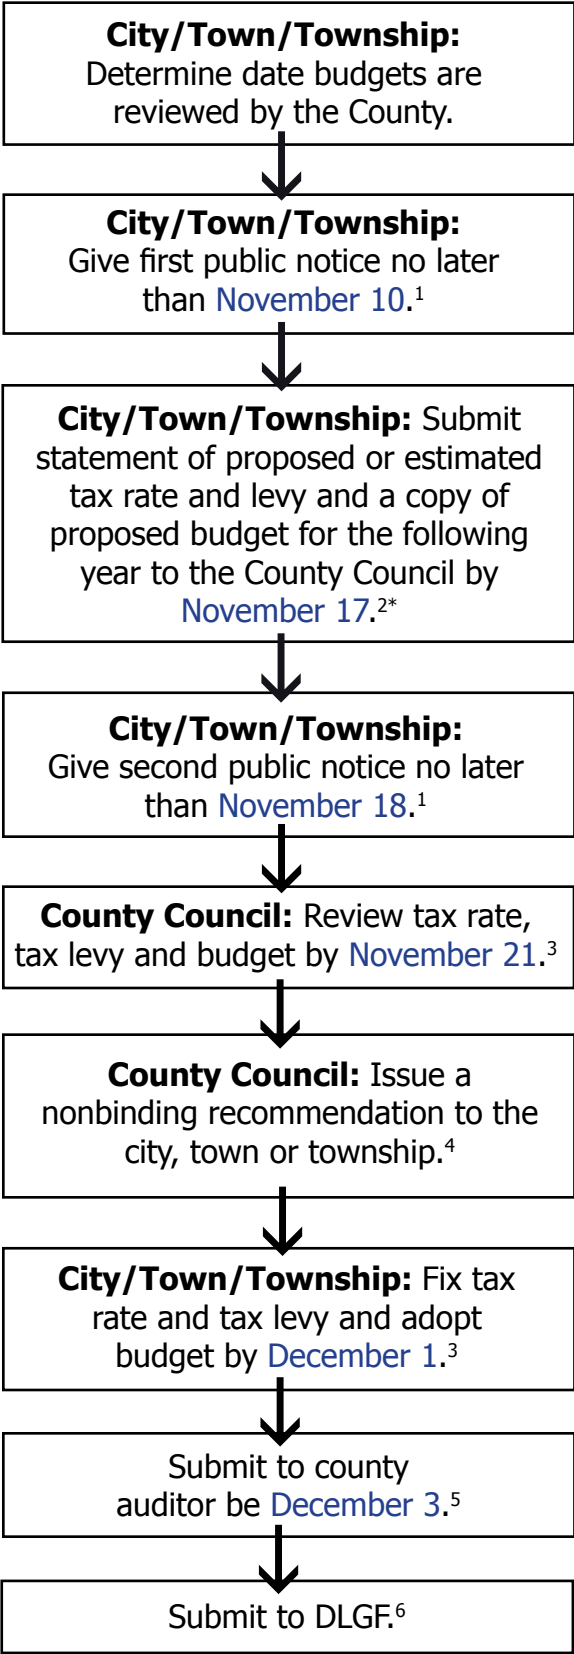 City/Town/Township:
Determine date budgets are
reviewed by the County.
City/Town/Township:
Give first public notice no later
than November 10.¹
City/Town/Township: Submit
statement of proposed or estimated
tax rate and levy and a copy of
proposed budget for the following
year to the County Council by
November 17.²*
City/Town/Township:
Give second public notice no later
than November 18.¹
County Council: Review tax rate,
tax levy and budget by November 21.³
County Council: Issue a
nonbinding recommendation to the
city, town or township.⁴
City/Town/Township: Fix tax
rate and tax levy and adopt
budget by December 1.³
Submit to county
auditor be December 3.⁵
Submit to DLGF.⁶